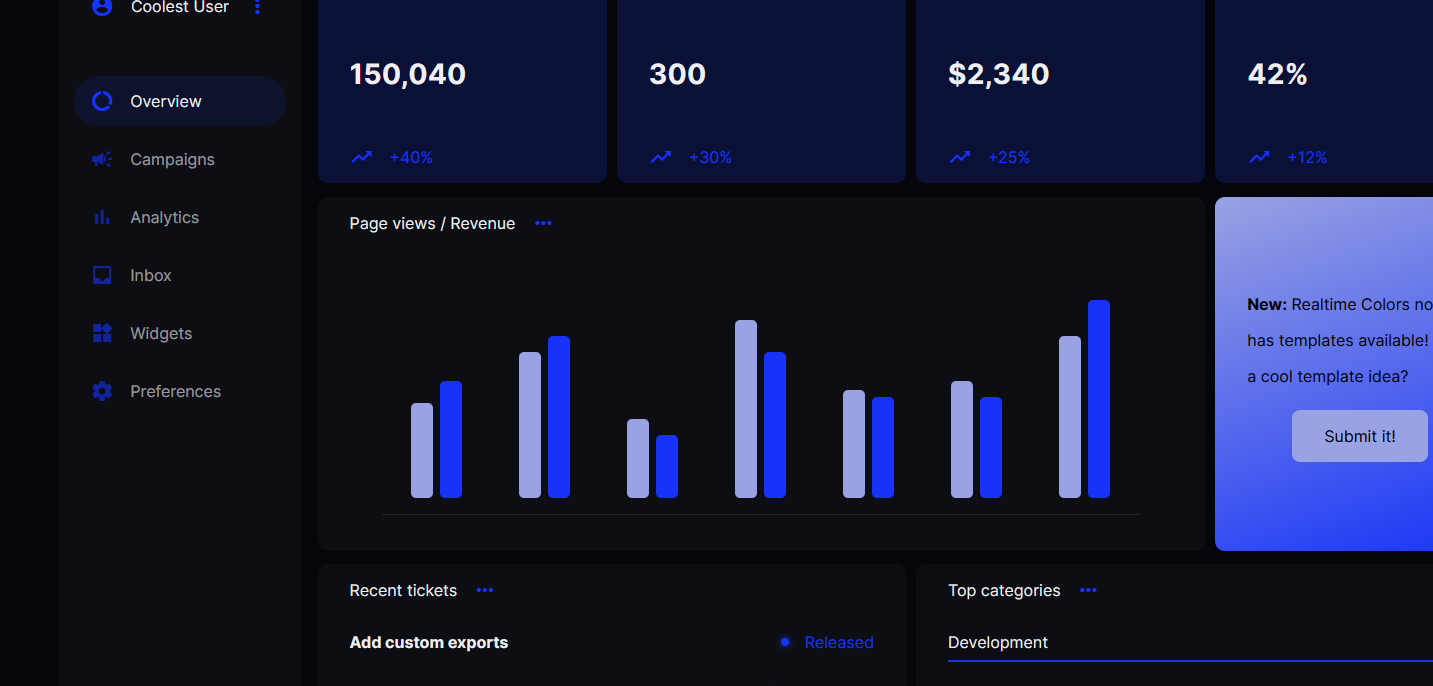 Coolest User
Overview
Campaigns
Analytics
Inbox
Widgets
Preferences
150,040
+40%
300
+30%
$2,340
+25%
42%
+12%
Page views / Revenue
New: Realtime Colors no
has templates available!
a cool template idea?
Submit it!
Recent tickets
Add custom exports
Released
Top categories
Development